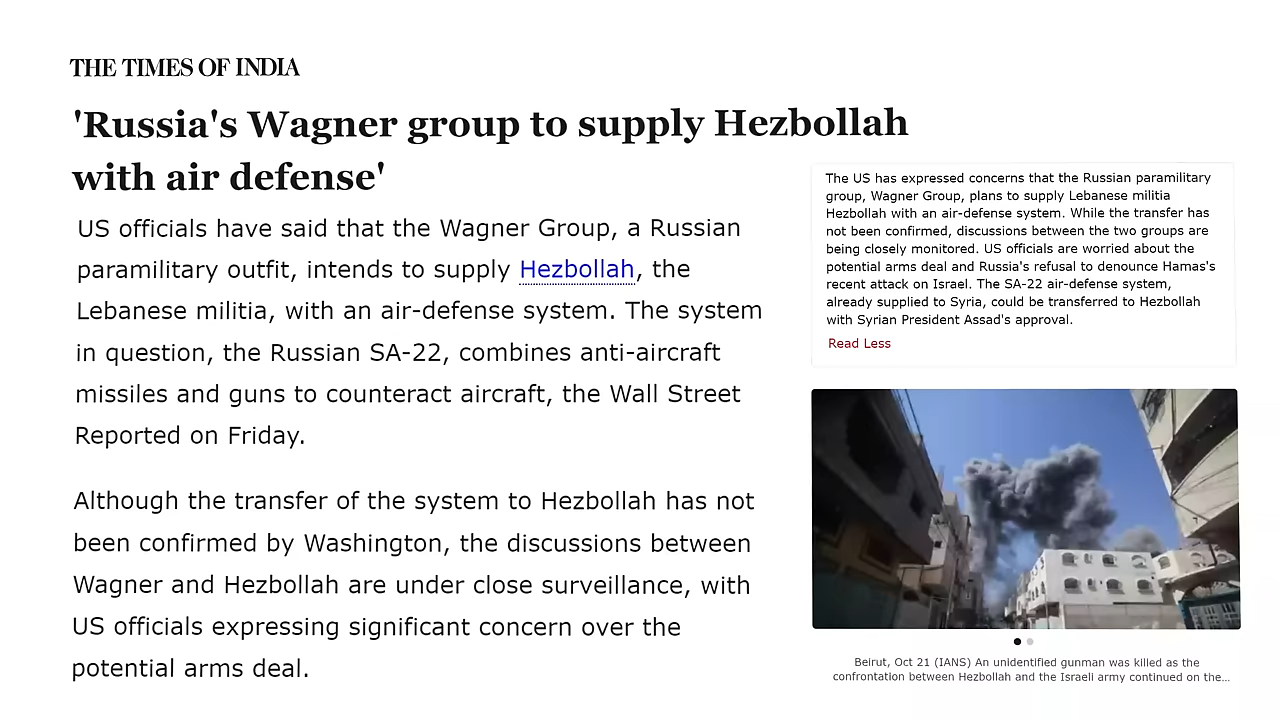 THE TIMES OF INDIA
'Russia's Wagner group to supply Hezbollah
with air defense'
US officials have said that the Wagner Group, a Russian
paramilitary outfit, intends to supply Hezbollah, the
Lebanese militia, with an air-defense system. The system
in question, the Russian SA-22, combines anti-aircraft
missiles and guns to counteract aircraft, the Wall Street
Reported on Friday.
Although the transfer of the system to Hezbollah has not
been confirmed by Washington, the discussions between
Wagner and Hezbollah are under close surveillance, with
US officials expressing significant concern over the
potential arms deal.
The US has expressed concerns that the Russian paramilitary
group, Wagner Group, plans to supply Lebanese militia
Hezbollah with an air-defense system. While the transfer has
not been confirmed, discussions between the two groups are
being closely monitored. US officials are worried about the
potential arms deal and Russia's refusal to denounce Hamas's
recent attack on Israel. The SA-22 air-defense system,
already supplied to Syria, could be transferred to Hezbollah
with Syrian President Assad's approval.
Read Less
Beirut, Oct 21 (IANS) An unidentified gunman was killed as the
confrontation between Hezbollah and the Israeli army continued on the...